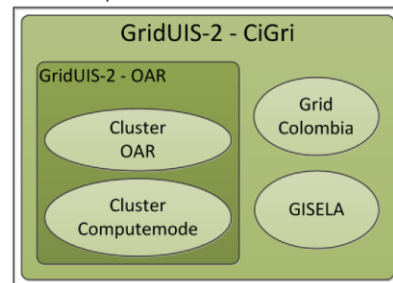 GridUIS-2 - CiGri
GridUIS-2 - OAR
Cluster
OAR
Cluster
Computemode
Grid
Colombia
GISELA